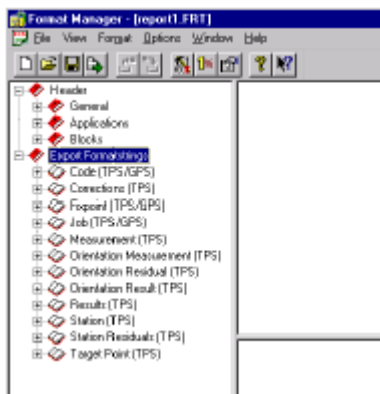 Format Manager - [report1.FRT]
File View Format Options Window Help
Header
General
Applications
Blocks
Export Formatstrings
Code (TPS/GPS)
Corrections (TPS)
Fixpoint (TPS/GPS)
Job (TPS/GPS)
Measurement (TPS)
Orientation Measurement (TPS)
Orientation Residual (TPS)
Orientation Result (TPS)
Results (TPS)
Station (TPS)
Station Residuals (TPS)
Target Point (TPS)